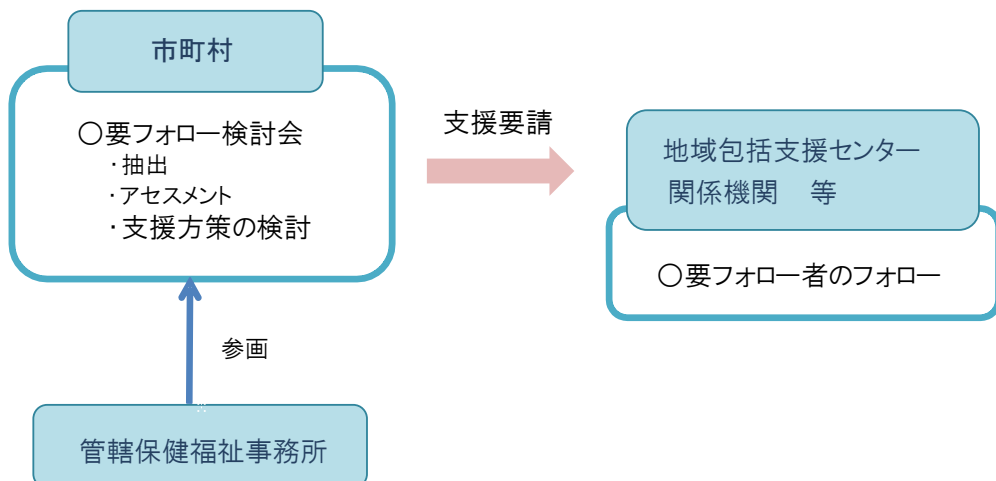 市町村
○要フォロー検討会
・抽出
・アセスメント
・支援方策の検討
支援要請
地域包括支援センター
関係機関　等
○要フォロー者のフォロー
参画
管轄保健福祉事務所